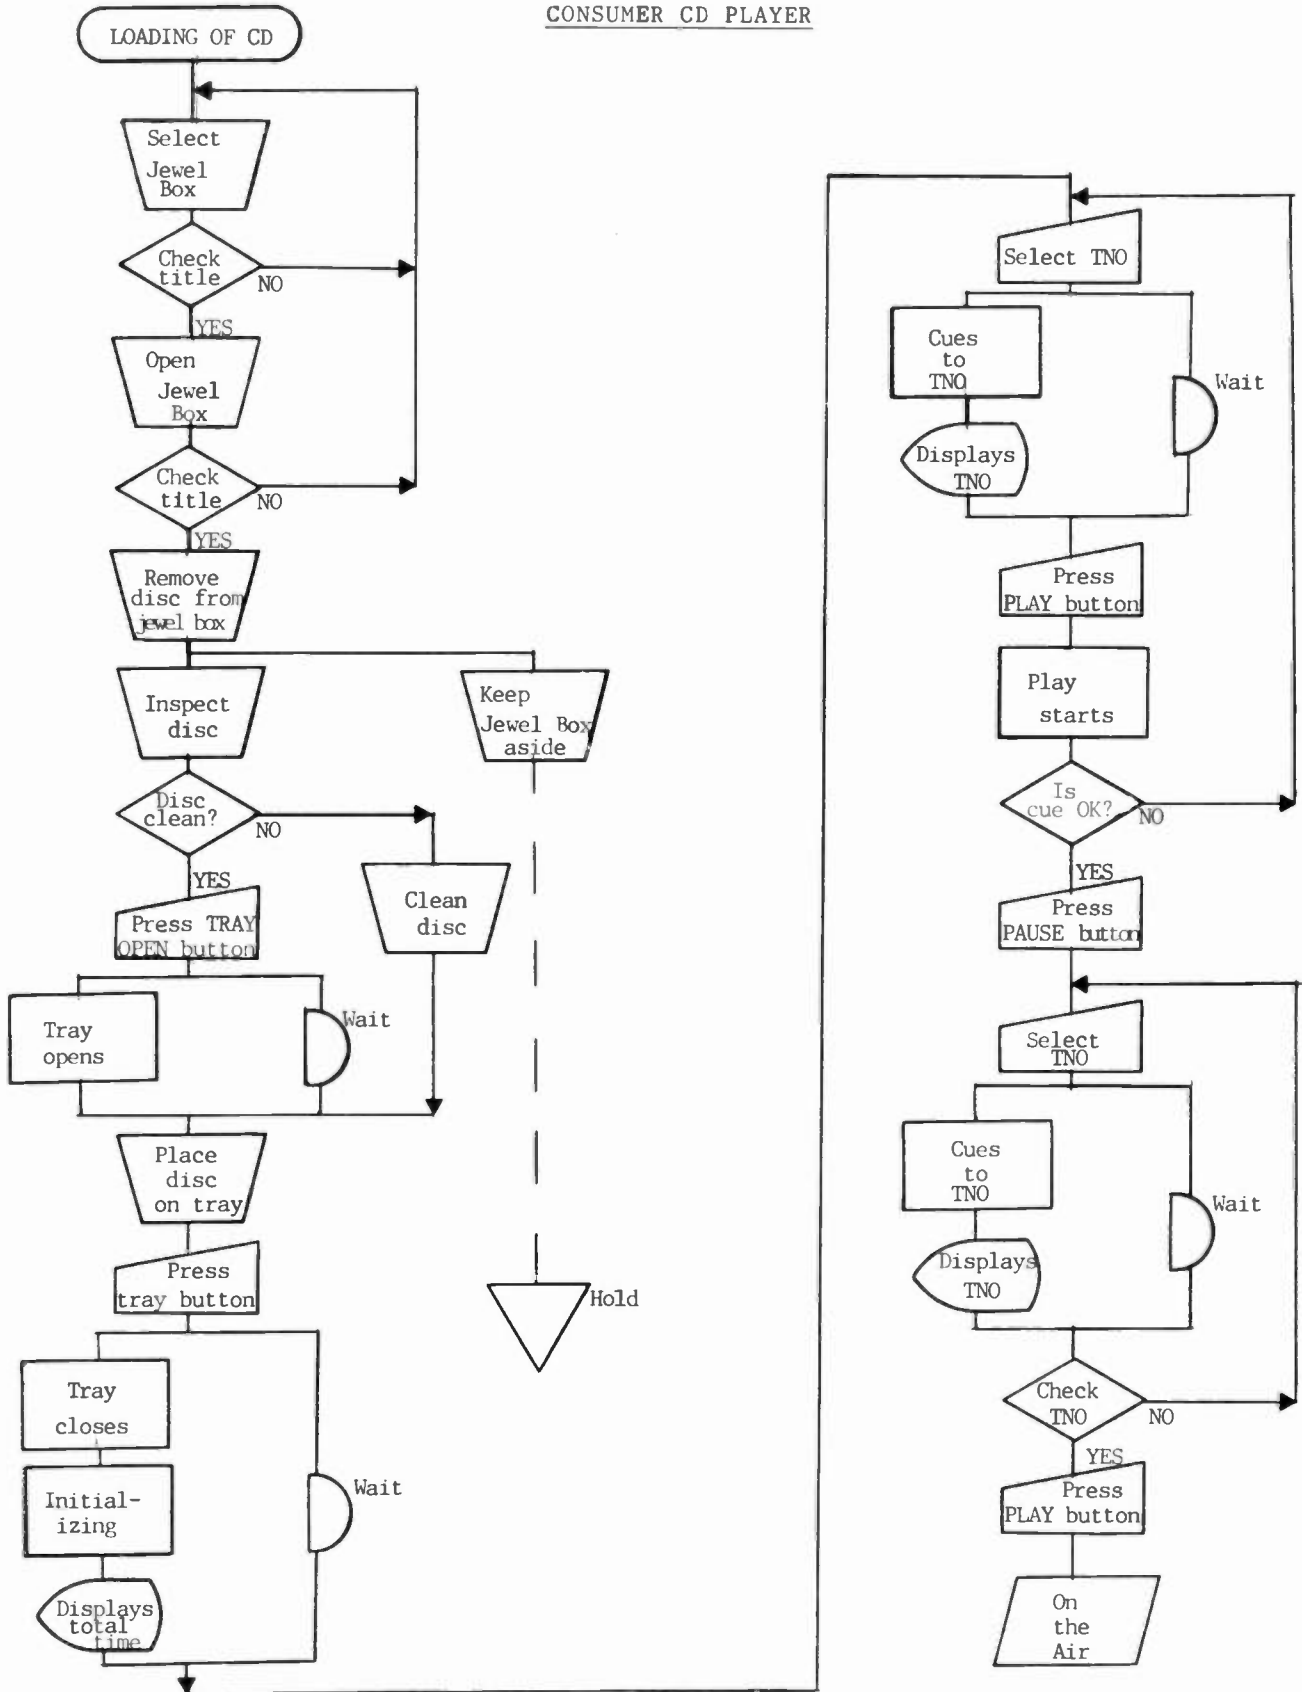 CONSUMER CD PLAYER
LOADING OF CD
Select
Jewel
Box
Check
title
NO
YES
Open
Jewel
Box
Check
title
NO
YES
Remove
disc from
jewel box
Inspect
disc
Keep
Jewel Box
aside
Disc
clean?
NO
YES
Clean
disc
Press TRAY
OPEN button
Tray
opens
Wait
Place
disc
on tray
Press
tray button
Hold
Tray
closes
Initial-
izing
Wait
Displays
total
time
Select TNO
Cues
to
TNO
Wait
Displays
TNO
Press
PLAY button
Play
starts
Is
cue OK?
NO
YES
Press
PAUSE button
Select
TNO
Cues
to
TNO
Wait
Displays
TNO
Check
TNO
NO
YES
Press
PLAY button
On
the
Air